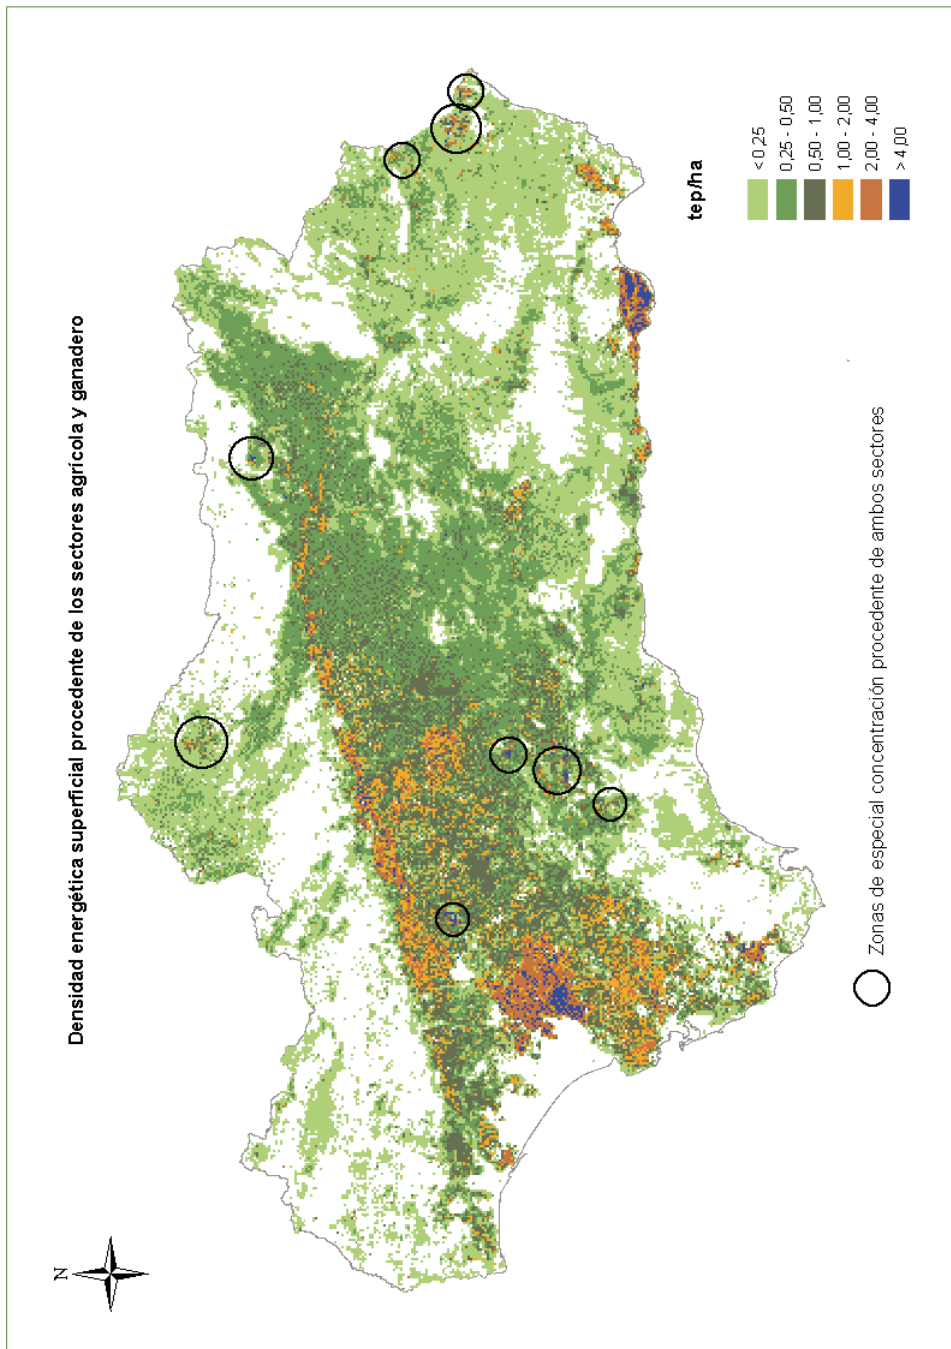 Densidad energética superficial procedente de los sectores agrícola y ganadero
N
tep/ha
< 0,25
0,25 - 0,50
0,50 - 1,00
1,00 - 2,00
2,00 - 4,00
> 4,00
Zonas de especial concentración procedente de ambos sectores